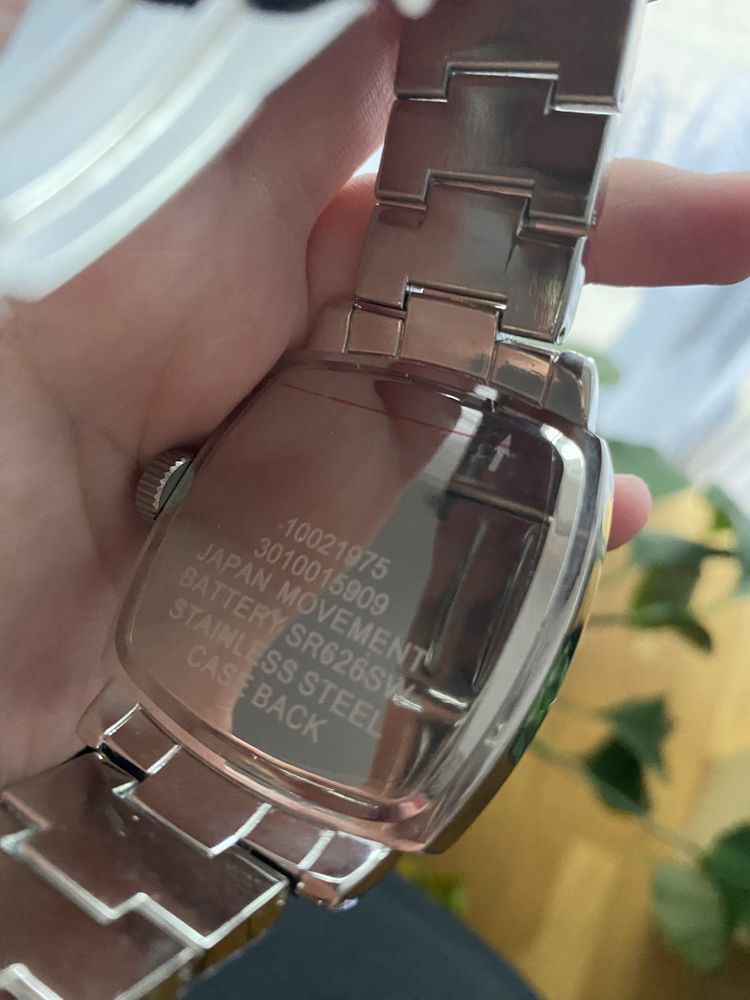 10021975
3010015909
JAPAN MOVEMENT
BATTERY SR626SW
STAINLESS STEEL
CASE BACK